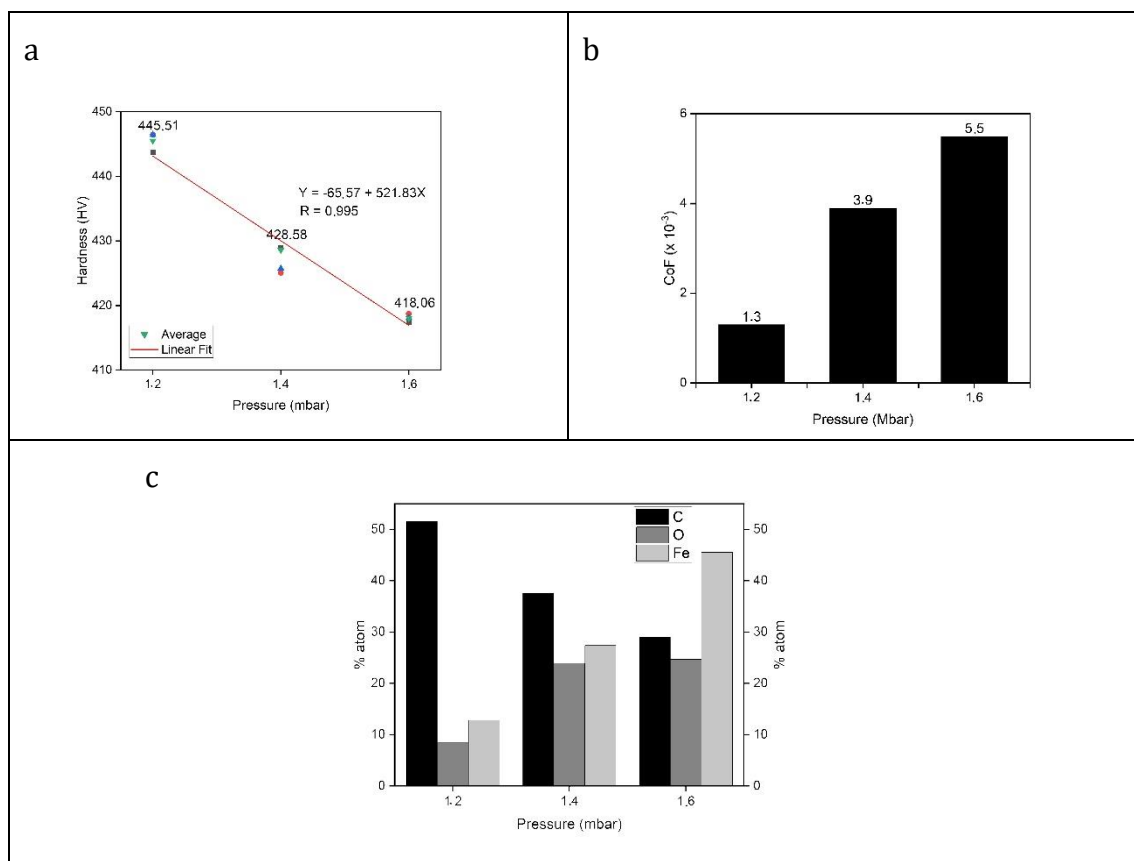 a
450
440
430
420
410
445,51
428.58
418,06
Y = -65,57 + 521.83X
R = 0,995
Average
Linear Fit
Hardness (HV)
1.2
1.4
1.6
Pressure (mbar)
b
6
4
2
0
1.3
3.9
5.5
CoF (x 10-3)
1.2
1.4
1.6
Pressure (Mbar)
c
50
40
30
20
10
0
% atom
C
O
Fe
50
40
30
20
10
0
% atom
1.2
1.4
1.6
Pressure (mbar)